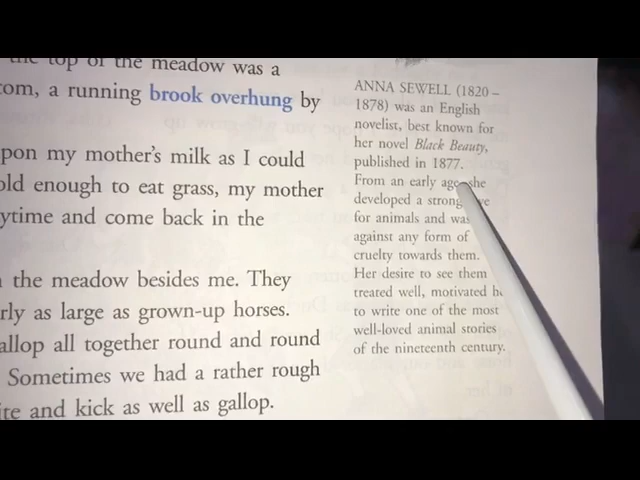 the top of the meadow was a
tom, a running brook overhung by
upon my mother's milk as I could
old enough to eat grass, my mother
ytime and come back in the
the meadow besides me. They
rly as large as grown-up horses.
allop all together round and round
Sometimes we had a rather rough
ite and kick as well as gallop.
ANNA SEWELL (1820 –
1878) was an English
novelist, best known for
her novel Black Beauty,
published in 1877.
From an early age she
developed a strong
for animals and was
against any form of
cruelty towards them.
Her desire to see them
treated well, motivated h
to write one of the most
well-loved animal stories
of the nineteenth century.